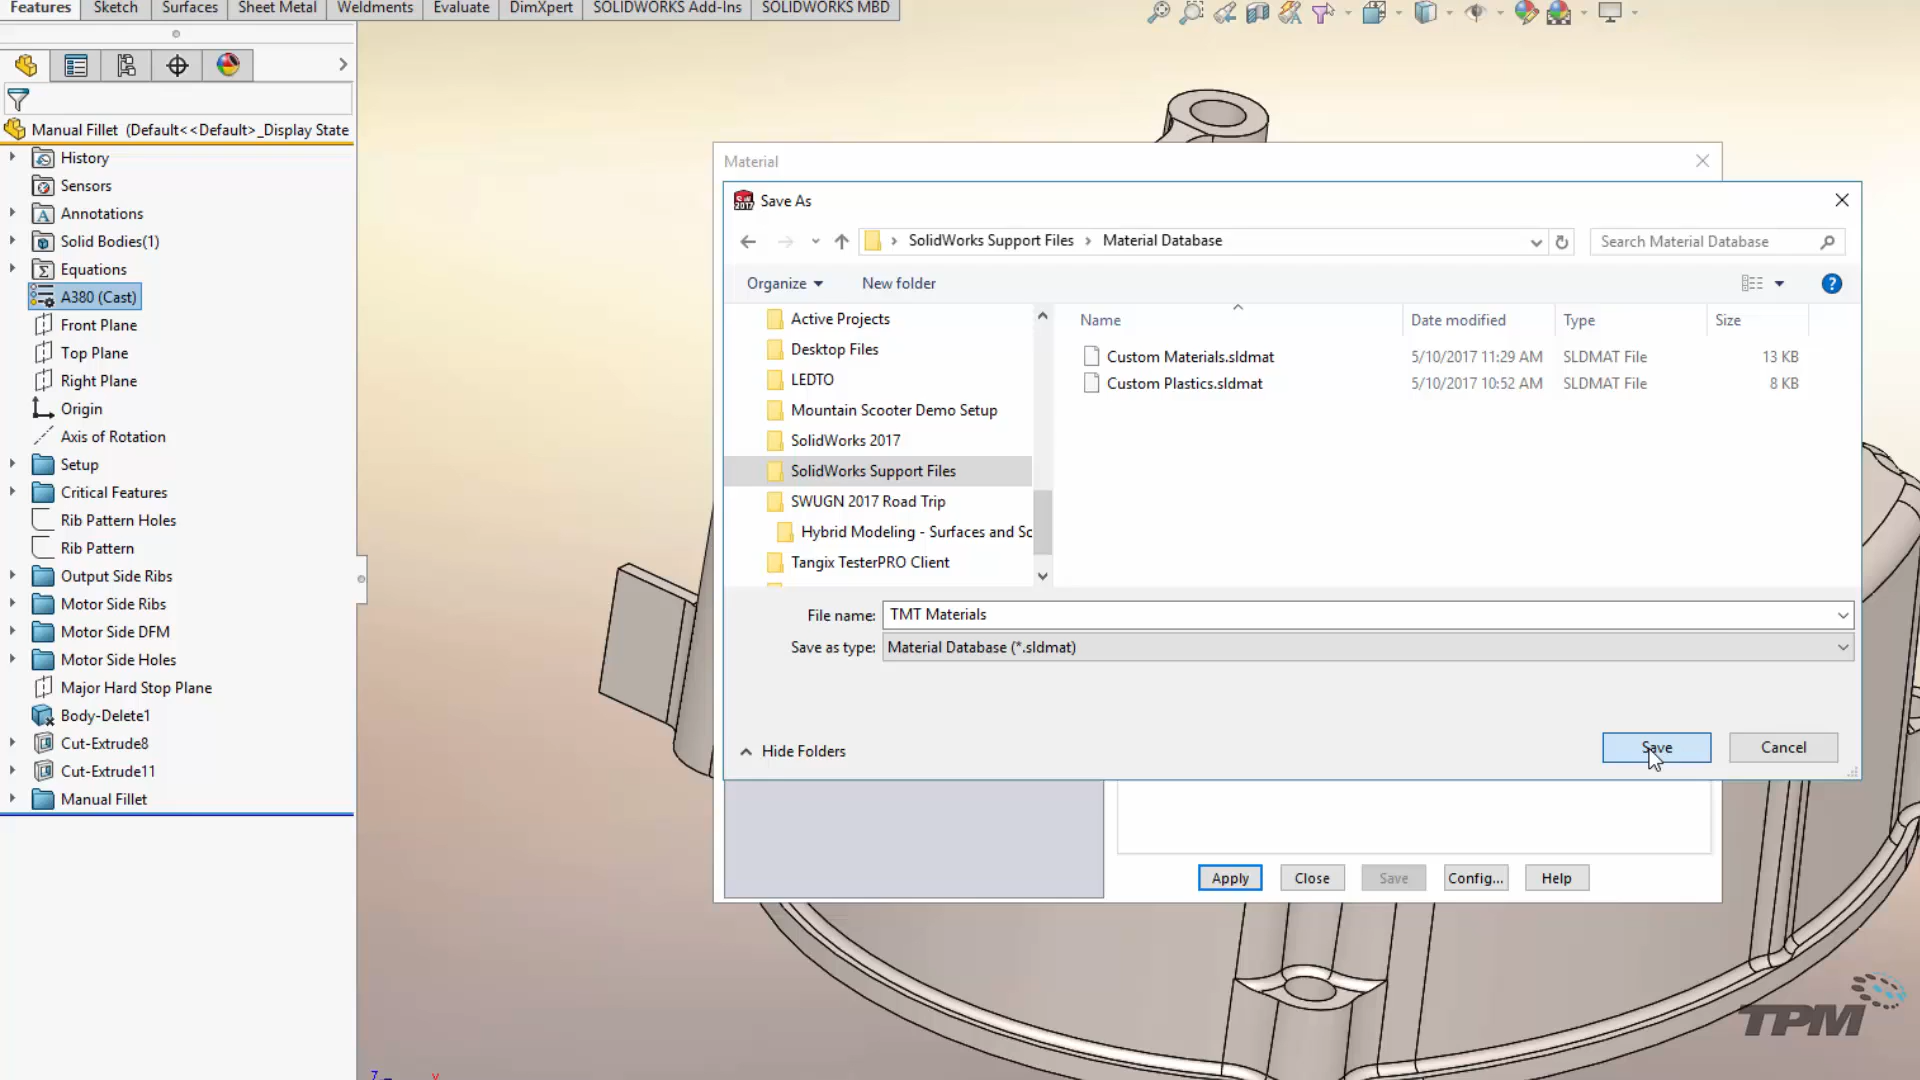 Features Sketch Surfaces Sheet Metal Weldments Evaluate DimXpert SOLIDWORKS Add-Ins SOLIDWORKS MBD
Manual Fillet (Default<<Default>_Display State
History
Sensors
Annotations
Solid Bodies(1)
Equations
A380 (Cast)
Front Plane
Top Plane
Right Plane
Origin
Axis of Rotation
Setup
Critical Features
Rib Pattern Holes
Rib Pattern
Output Side Ribs
Motor Side Ribs
Motor Side DFM
Motor Side Holes
Major Hard Stop Plane
Body-Delete1
Cut-Extrude8
Cut-Extrude11
Manual Fillet
Material
Save As
SolidWorks Support Files > Material Database
Search Material Database
Organize New folder
Active Projects
Desktop Files
LEDTO
Mountain Scooter Demo Setup
SolidWorks 2017
SolidWorks Support Files
SWUGN 2017 Road Trip
Hybrid Modeling - Surfaces and Sc
Tangix TesterPRO Client
Name Date modified Type Size
Custom Materials.sldmat 5/10/2017 11:29 AM SLDMAT File 13 KB
Custom Plastics.sldmat 5/10/2017 10:52 AM SLDMAT File 8 KB
File name: TMT Materials
Save as type: Material Database (*.sldmat)
Hide Folders
Save Cancel
Apply Close Save Config... Help
TPM